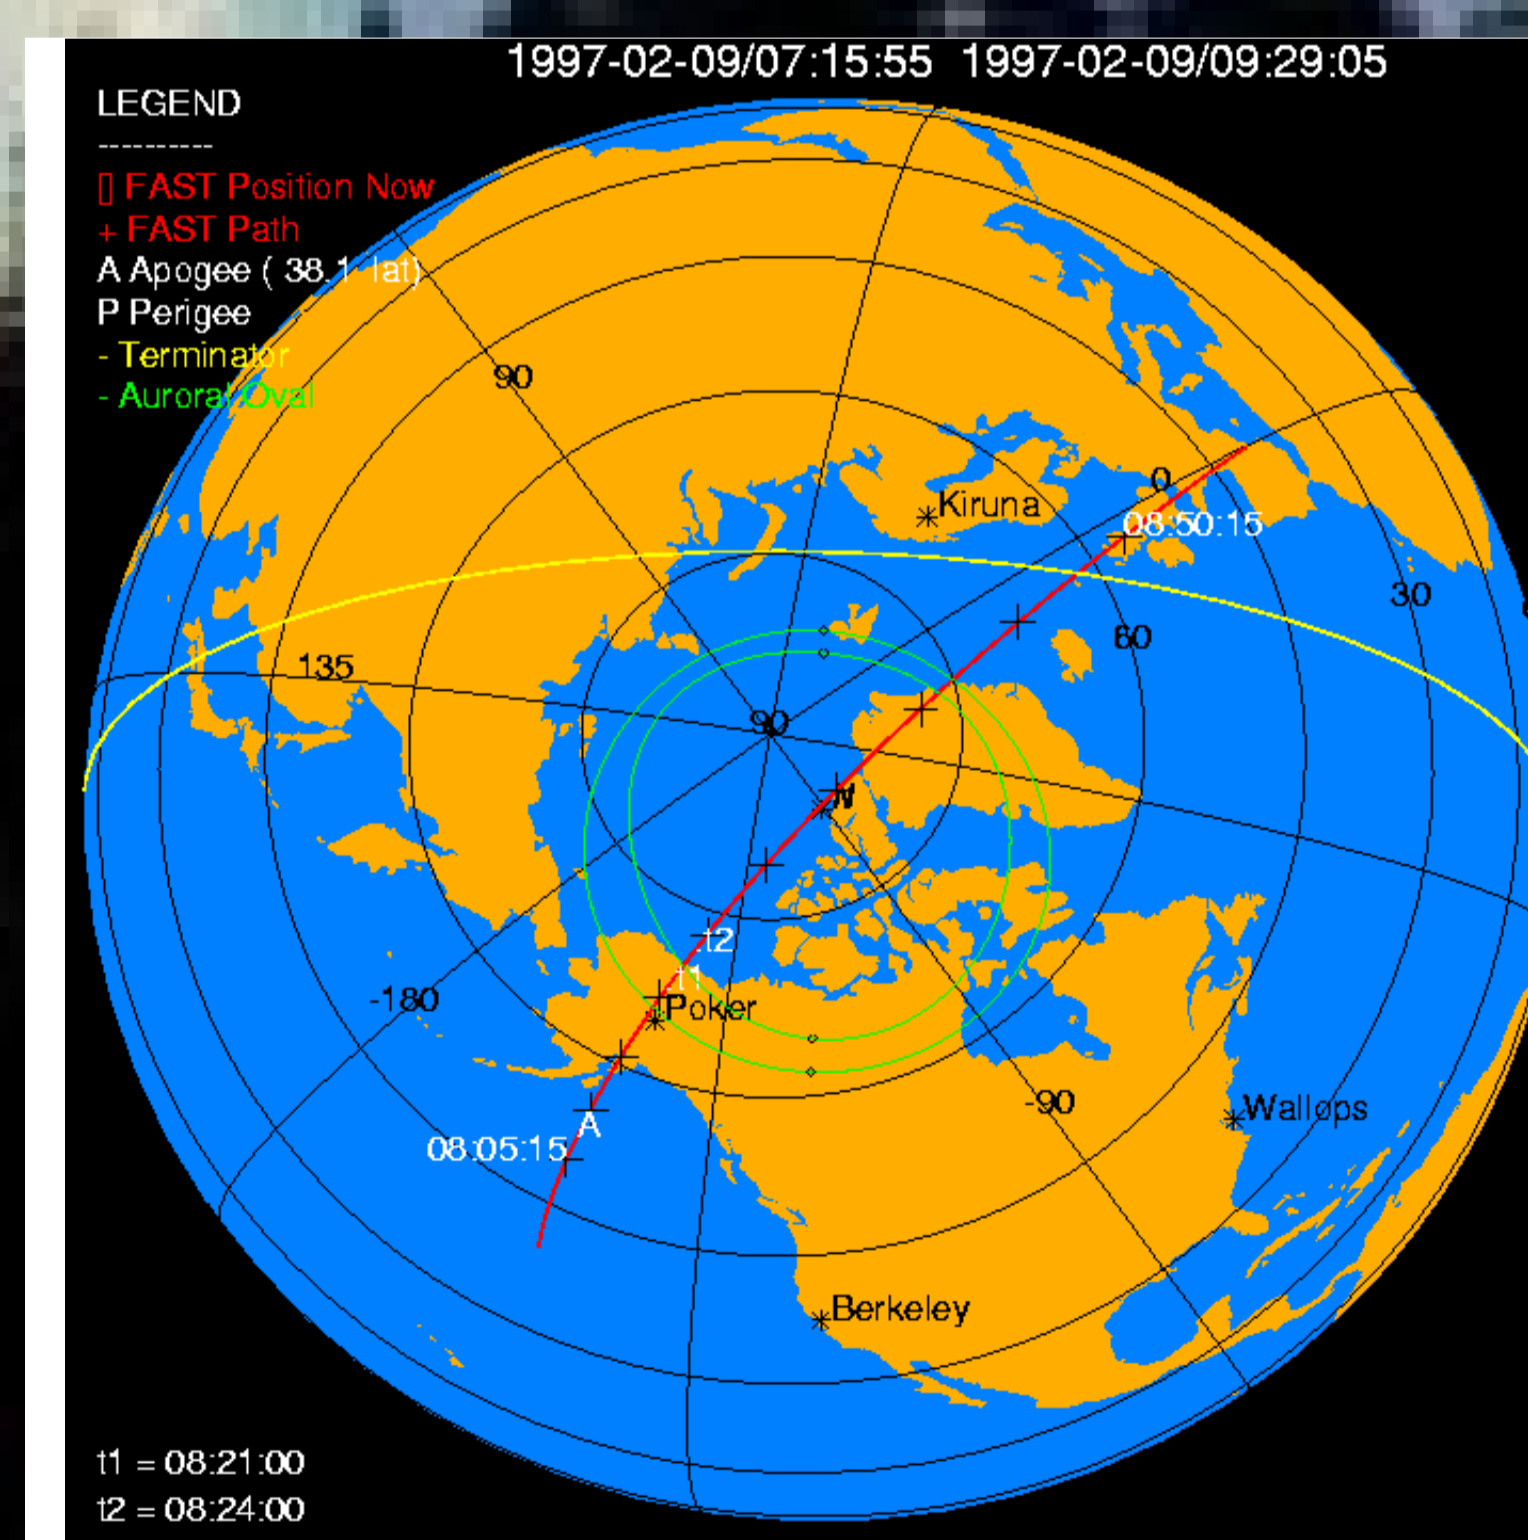 1997-02-09/07:15:55 1997-02-09/09:29:05
LEGEND
----------
[] FAST Position Now
+ FAST Path
A Apogee ( 38.1 lat)
P Perigee
- Terminator
- Auroral Oval
90
0
Kiruna
08:50:15
30
60
135
90
N
t2
t1
-180
Poker
-90
Wallops
A
08:05:15
Berkeley
t1 = 08:21:00
t2 = 08:24:00